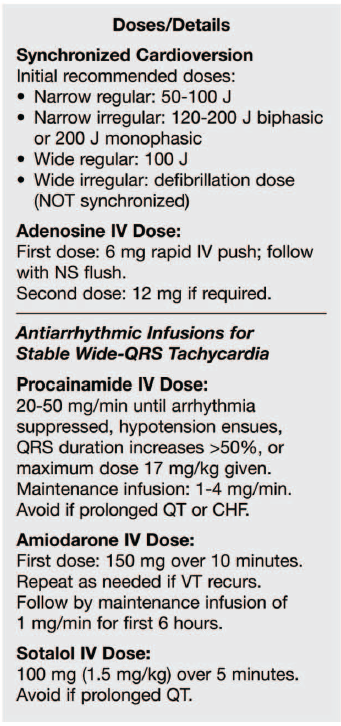 Doses/Details
Synchronized Cardioversion
Initial recommended doses:
• Narrow regular: 50-100 J
• Narrow irregular: 120-200 J biphasic
or 200 J monophasic
• Wide regular: 100 J
• Wide irregular: defibrillation dose
(NOT synchronized)
Adenosine IV Dose:
First dose: 6 mg rapid IV push; follow
with NS flush.
Second dose: 12 mg if required.
Antiarrhythmic Infusions for
Stable Wide-QRS Tachycardia
Procainamide IV Dose:
20-50 mg/min until arrhythmia
suppressed, hypotension ensues,
QRS duration increases >50%, or
maximum dose 17 mg/kg given.
Maintenance infusion: 1-4 mg/min.
Avoid if prolonged QT or CHF.
Amiodarone IV Dose:
First dose: 150 mg over 10 minutes.
Repeat as needed if VT recurs.
Follow by maintenance infusion of
1 mg/min for first 6 hours.
Sotalol IV Dose:
100 mg (1.5 mg/kg) over 5 minutes.
Avoid if prolonged QT.